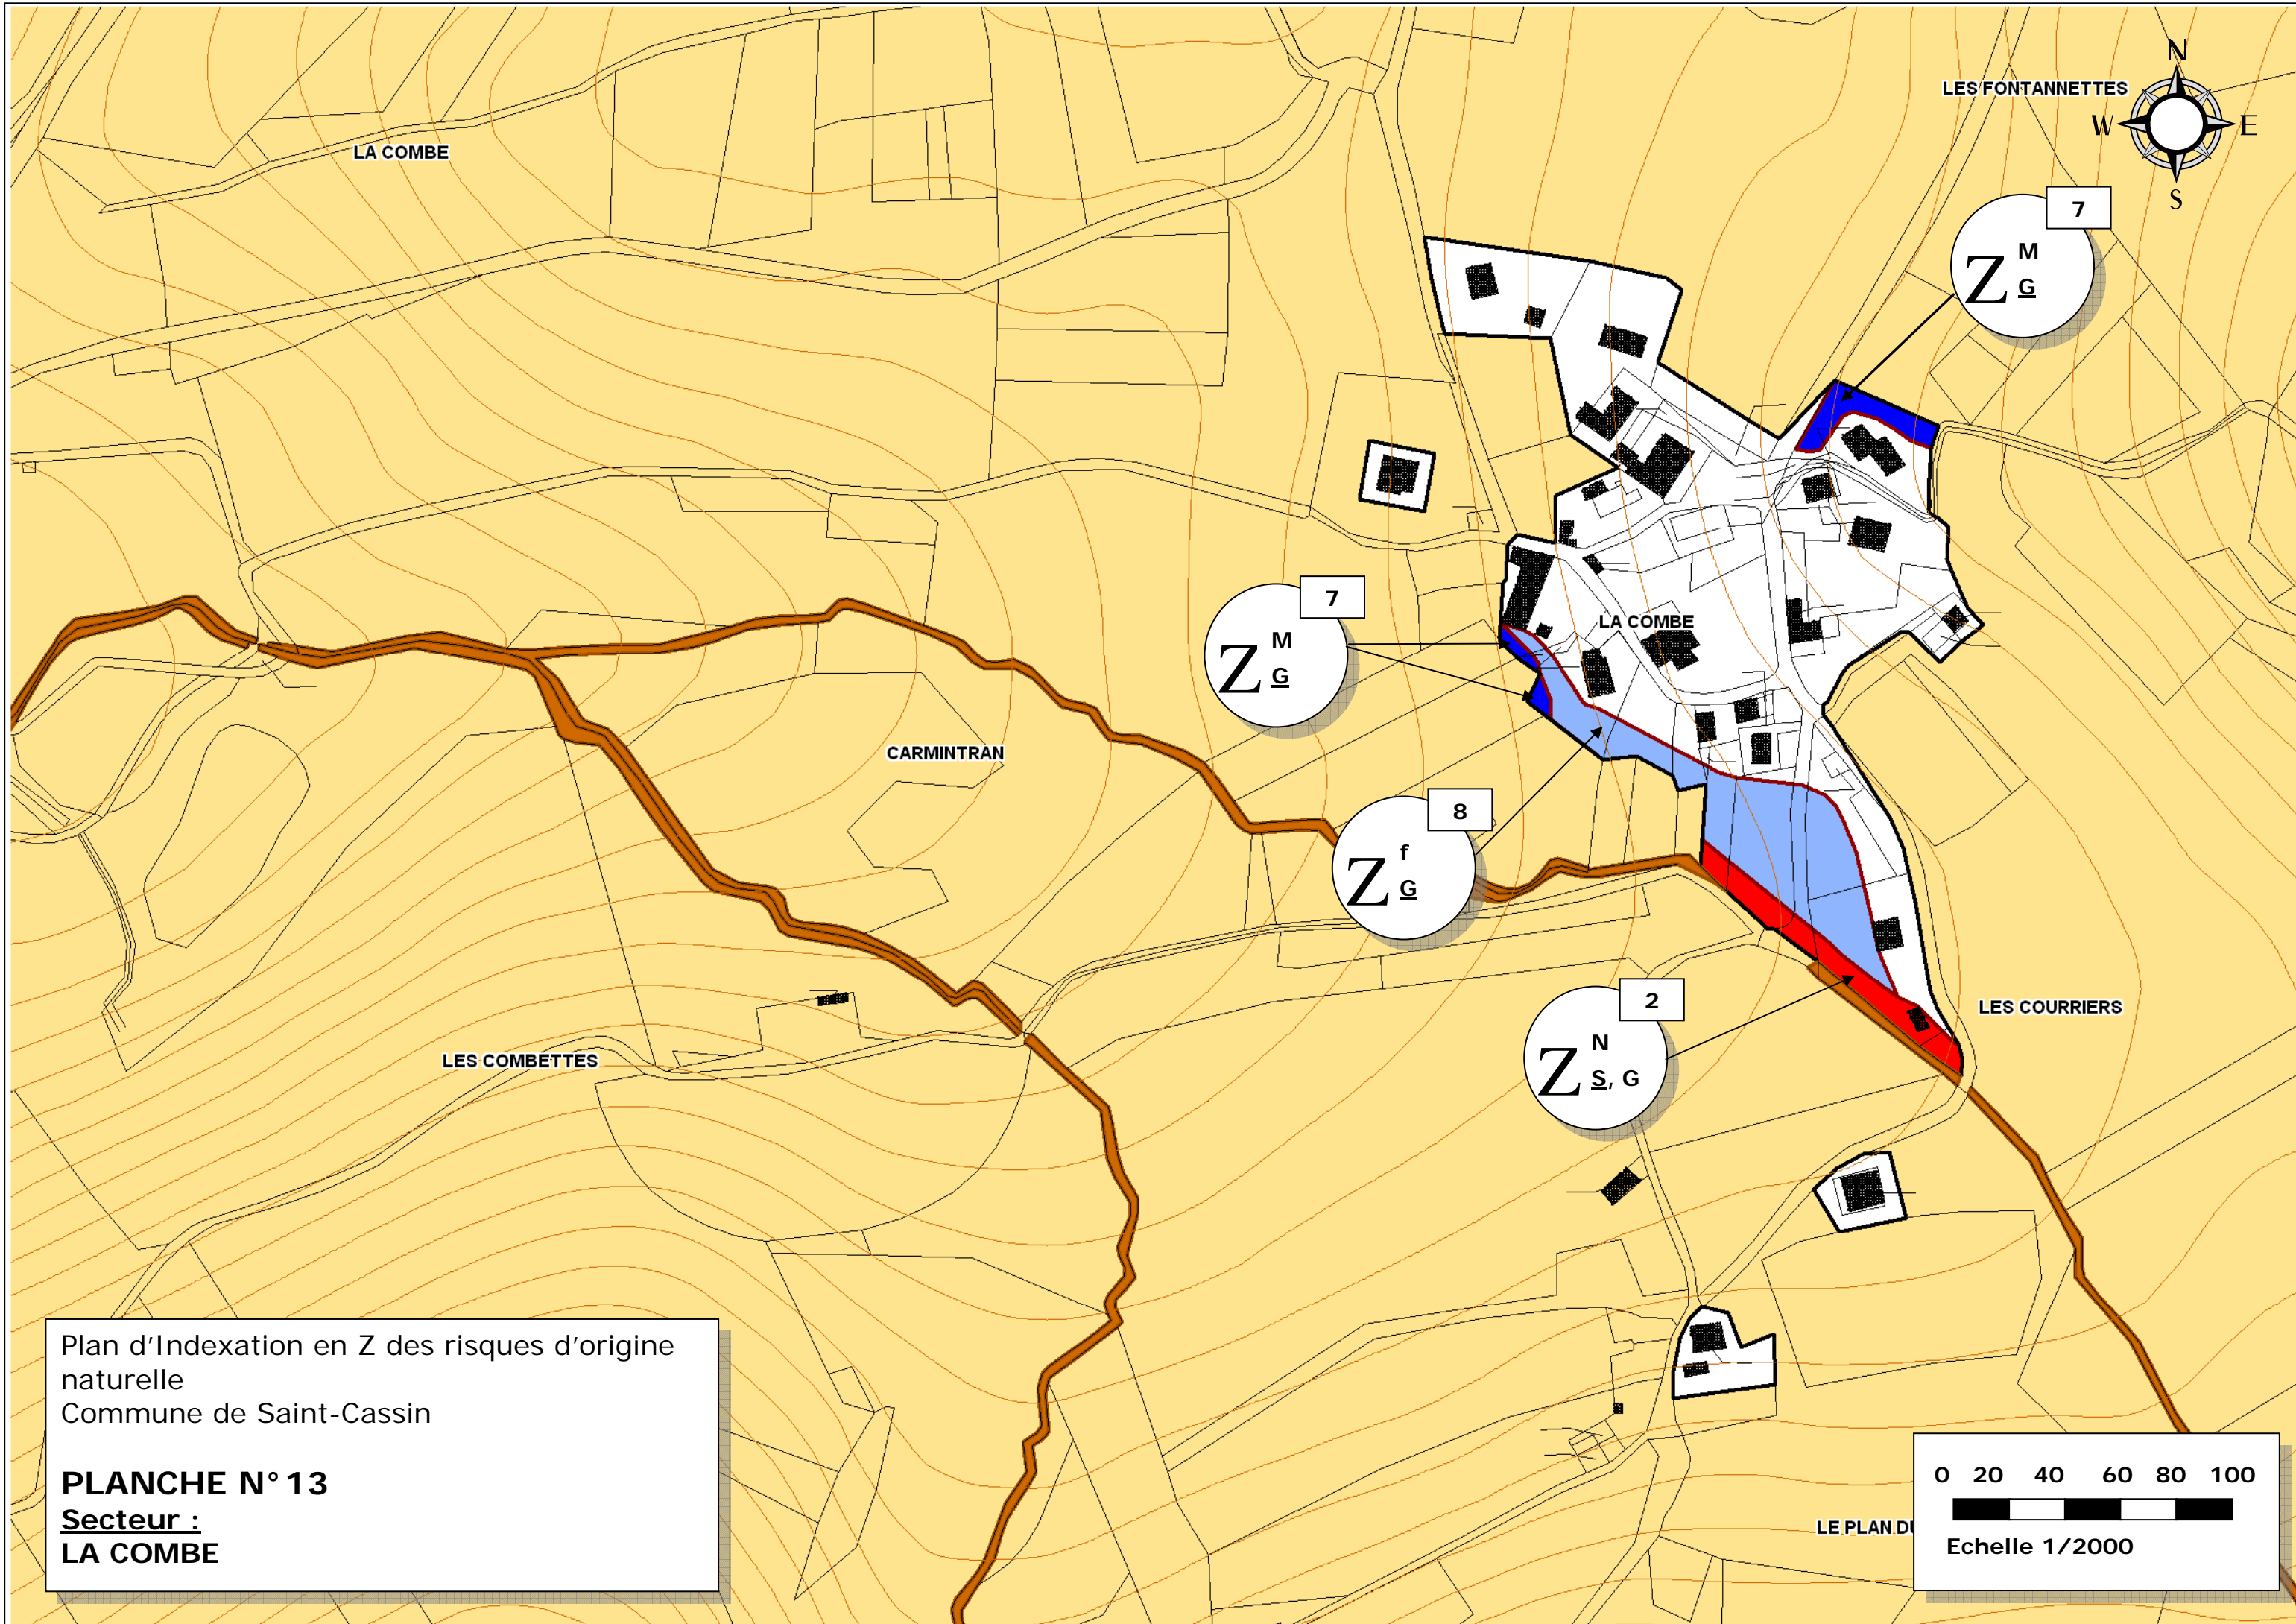 N
LES FONTANNETTES
W
E
S
LA COMBE
7
Z M
G
7
Z M
G
LA COMBE
CARMINTRAN
8
Z f
G
2
Z N
S, G
LES COURRIERS
LES COMBETTES
Plan d'Indexation en Z des risques d'origine
naturelle
Commune de Saint-Cassin
PLANCHE N°13
Secteur :
LA COMBE
0 20 40 60 80 100
Echelle 1/2000
LE PLAN DU